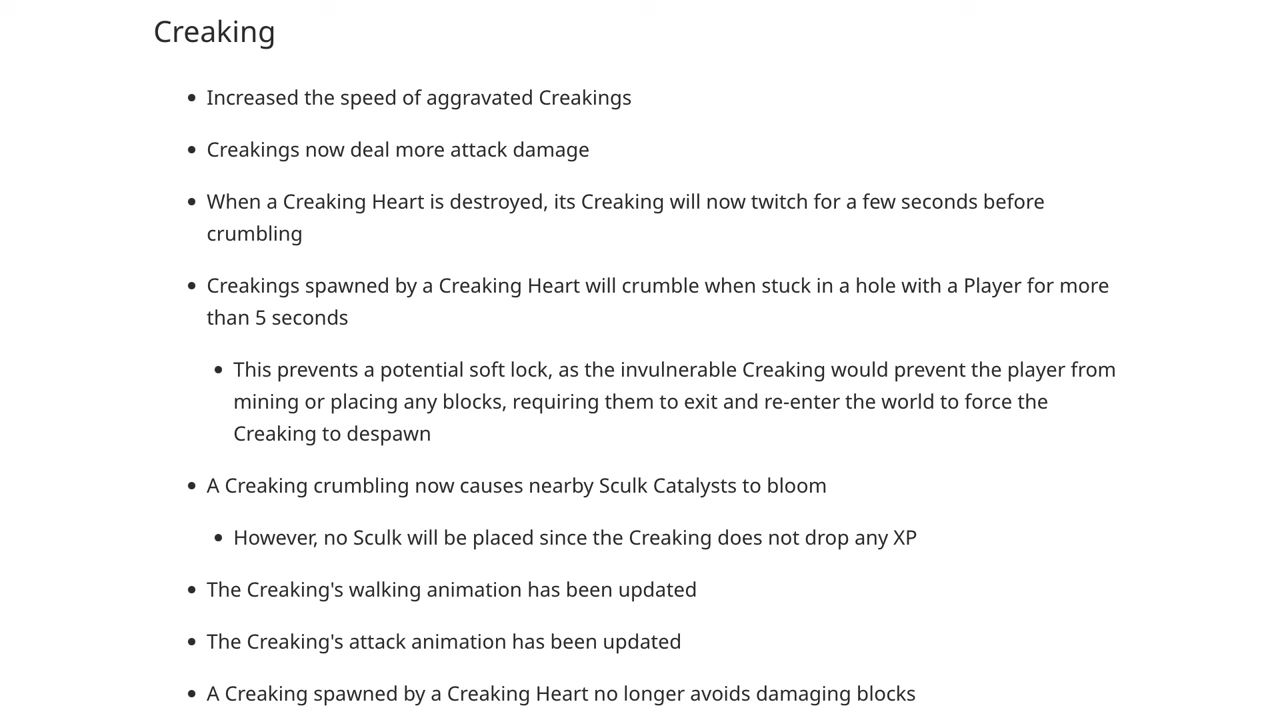 Creaking
• Increased the speed of aggravated Creakings
• Creakings now deal more attack damage
• When a Creaking Heart is destroyed, its Creaking will now twitch for a few seconds before
crumbling
• Creakings spawned by a Creaking Heart will crumble when stuck in a hole with a Player for more
than 5 seconds
• This prevents a potential soft lock, as the invulnerable Creaking would prevent the player from
mining or placing any blocks, requiring them to exit and re-enter the world to force the
Creaking to despawn
• A Creaking crumbling now causes nearby Sculk Catalysts to bloom
• However, no Sculk will be placed since the Creaking does not drop any XP
• The Creaking's walking animation has been updated
• The Creaking's attack animation has been updated
• A Creaking spawned by a Creaking Heart no longer avoids damaging blocks